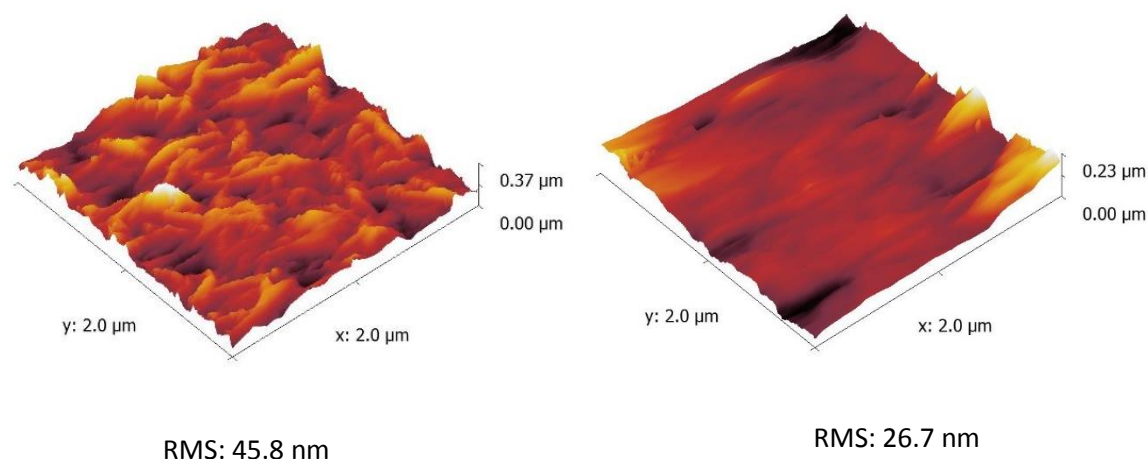 0.37 µm
0.00 µm
y: 2.0 µm
x: 2.0 µm
RMS: 45.8 nm
0.23 µm
0.00 µm
y: 2.0 µm
x: 2.0 µm
RMS: 26.7 nm